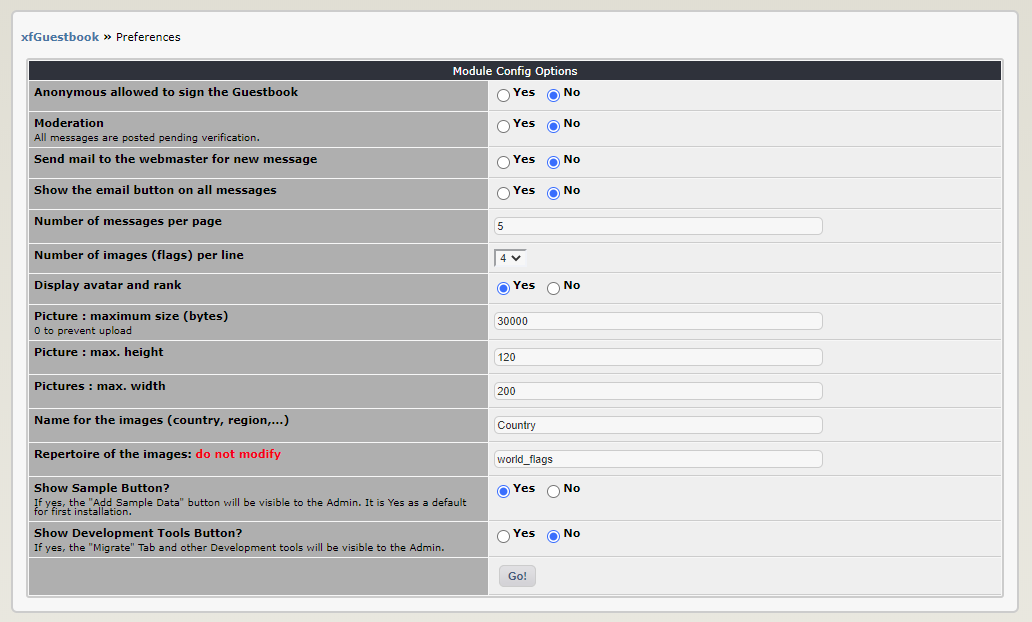 xfGuestbook » Preferences
Module Config Options
Anonymous allowed to sign the Guestbook
Yes No
Moderation
All messages are posted pending verification.
Yes No
Send mail to the webmaster for new message
Yes No
Show the email button on all messages
Yes No
Number of messages per page
5
Number of images (flags) per line
4
Display avatar and rank
Yes No
Picture : maximum size (bytes)
0 to prevent upload
30000
Picture : max. height
120
Pictures : max. width
200
Name for the images (country, region,...)
Country
Repertoire of the images: do not modify
world_flags
Show Sample Button?
If yes, the "Add Sample Data" button will be visible to the Admin. It is Yes as a default
for first installation.
Yes No
Show Development Tools Button?
If yes, the "Migrate" Tab and other Development tools will be visible to the Admin.
Yes No
Go!